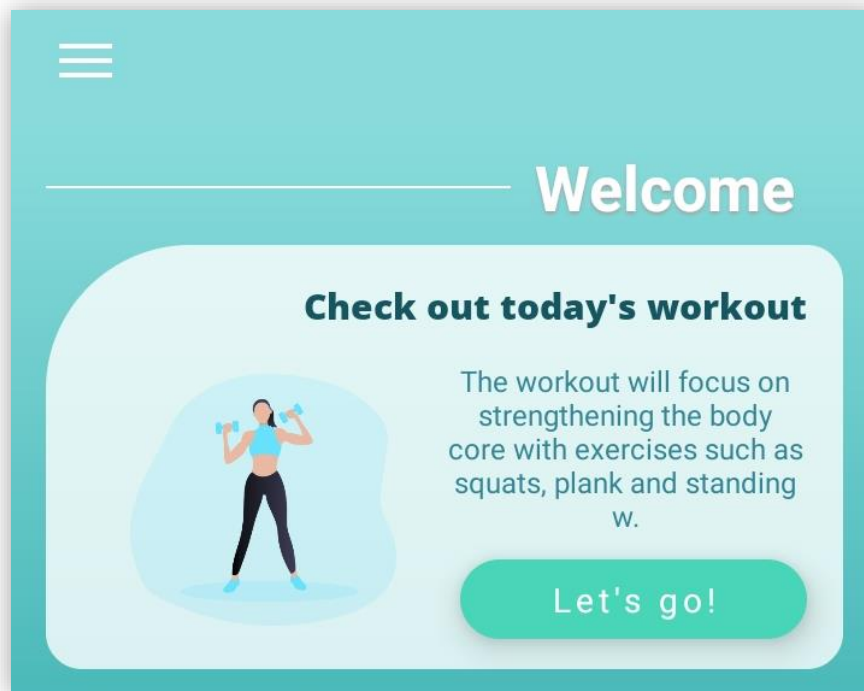 Welcome
Check out today's workout
The workout will focus on
strengthening the body
core with exercises such as
squats, plank and standing
w.
Let's go!